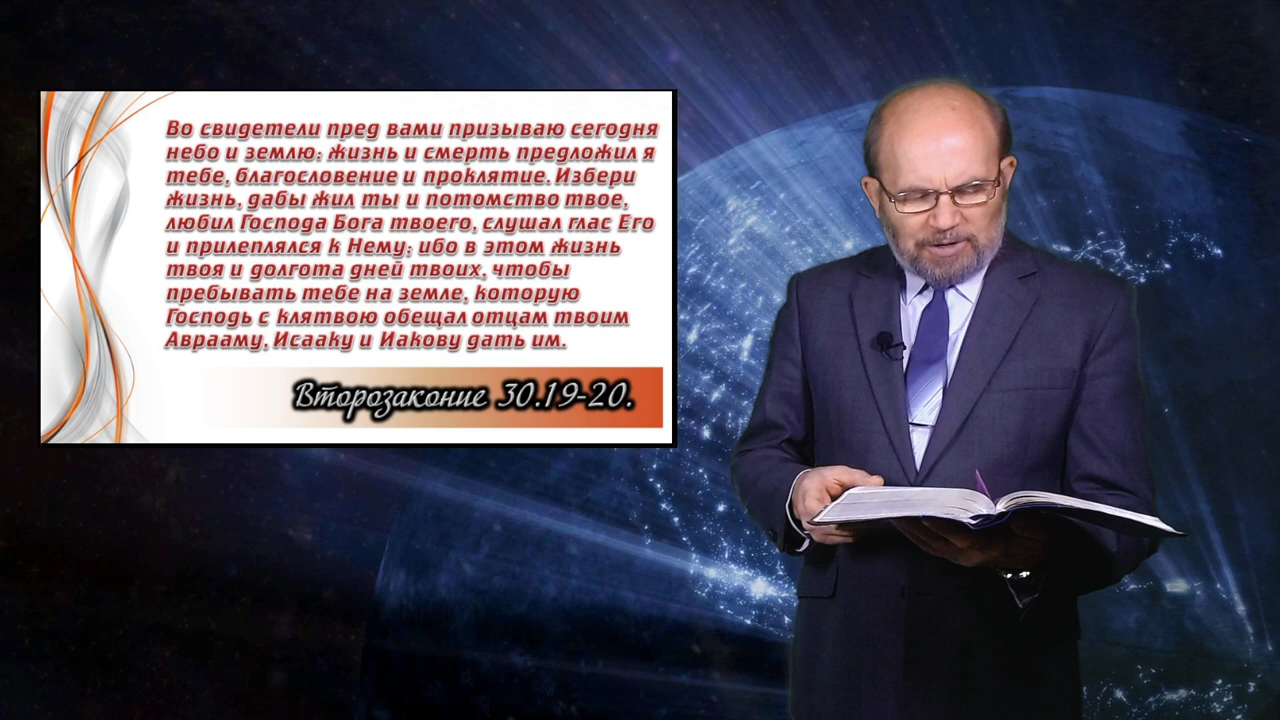 Во свидетели пред вами призываю сегодня
небо и землю: жизнь и смерть предложил я
тебе, благословение и проклятие. Избери
жизнь, дабы жил ты и потомство твое,
любил Господа Бога твоего, слушал глас Его
и прилеплялся к Нему; ибо в этом жизнь
твоя и долгота дней твоих, чтобы
пребывать тебе на земле, которую
Господь с клятвою обещал отцам твоим
Аврааму, Исааку и Иакову дать им.
Второзаконие 30.19-20.